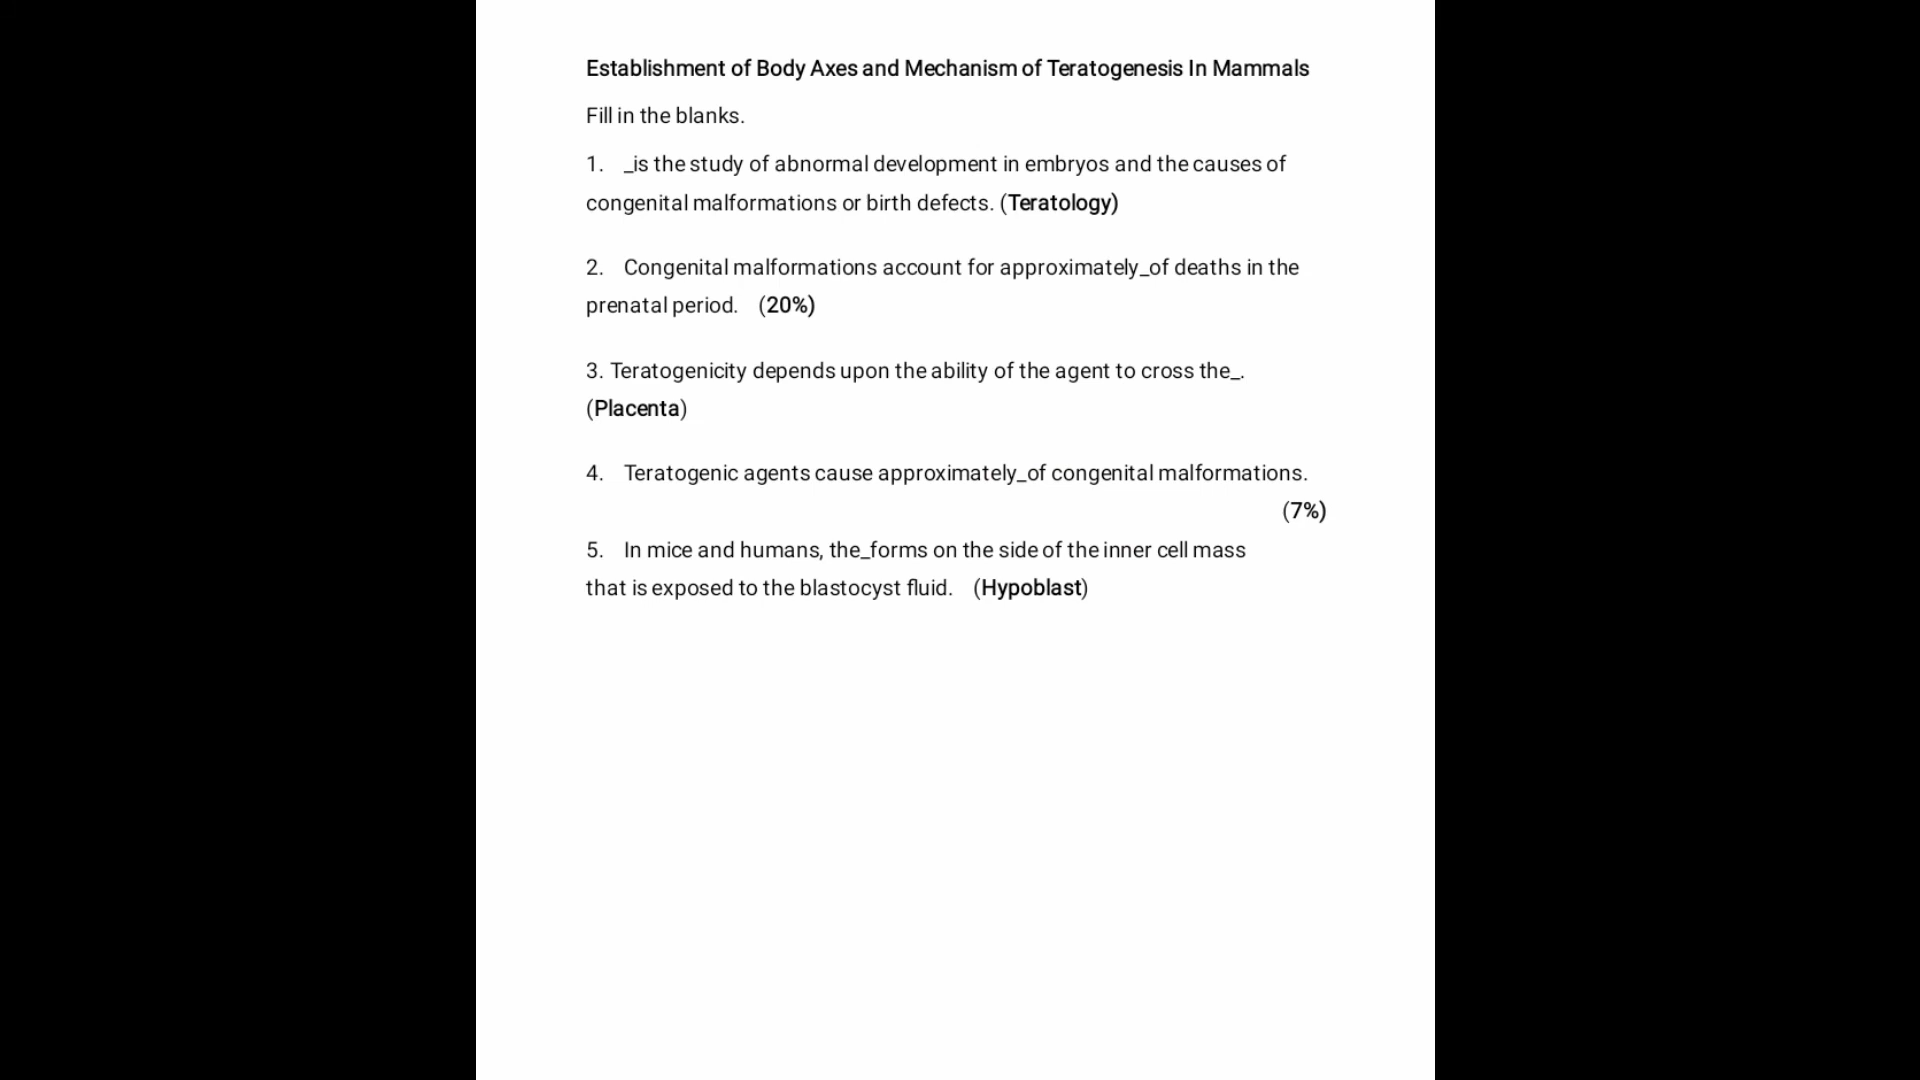 Establishment of Body Axes and Mechanism of Teratogenesis In Mammals
Fill in the blanks.
1. _is the study of abnormal development in embryos and the causes of
congenital malformations or birth defects. (Teratology)
2. Congenital malformations account for approximately_of deaths in the
prenatal period. (20%)
3. Teratogenicity depends upon the ability of the agent to cross the_.
(Placenta)
4. Teratogenic agents cause approximately_of congenital malformations.
(7%)
5. In mice and humans, the_forms on the side of the inner cell mass
that is exposed to the blastocyst fluid. (Hypoblast)